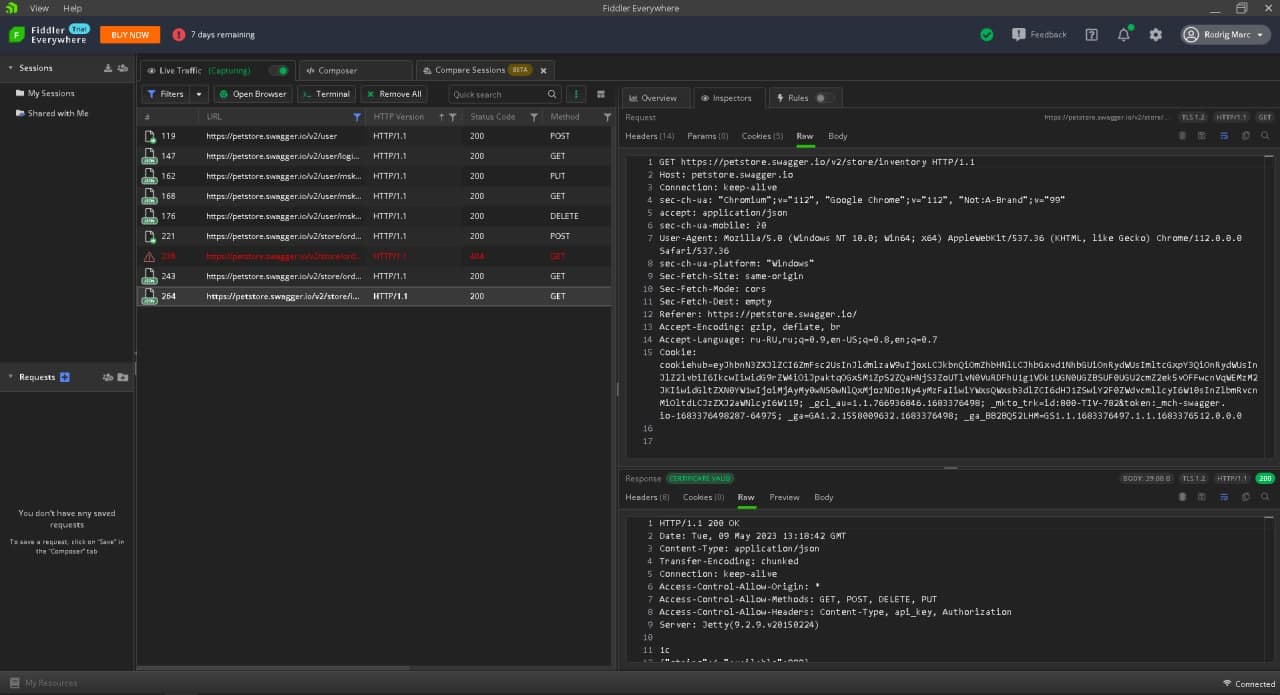 View Help
Fiddler Everywhere
Fiddler Trial
Everywhere
BUY NOW
7 days remaining
Feedback
Rodrig Marc
Sessions
My Sessions
Shared with Me
Live Traffic (Capturing)
Composer
Compare Sessions BETA
Filters
Open Browser
Terminal
Remove All
Quick search
# URL HTTP Version Status Code Method
119 https://petstore.swagger.io/v2/user HTTP/1.1 200 POST
147 https://petstore.swagger.io/v2/user/logi... HTTP/1.1 200 GET
162 https://petstore.swagger.io/v2/user/msk... HTTP/1.1 200 PUT
168 https://petstore.swagger.io/v2/user/msk... HTTP/1.1 200 GET
176 https://petstore.swagger.io/v2/user/msk... HTTP/1.1 200 DELETE
221 https://petstore.swagger.io/v2/store/ord... HTTP/1.1 200 POST
https://petstore.swagger.io/v2/store/ord... HTTP/1.1 404 GET
243 https://petstore.swagger.io/v2/store/ord... HTTP/1.1 200 GET
264 https://petstore.swagger.io/v2/store/i... HTTP/1.1 200 GET
Requests
You don't have any saved
requests
To save a request, click on "Save" in
the "Composer" tab
My Resources
Overview
Inspectors
Rules
Request
https://petstore.swagger.io/v2/store/... TLS 1.2 HTTP/1.1 GET
Headers (14) Params (0) Cookies (5) Raw Body
1 GET https://petstore.swagger.io/v2/store/inventory HTTP/1.1
2 Host: petstore.swagger.io
3 Connection: keep-alive
4 sec-ch-ua: "Chromium";v="112", "Google Chrome";v="112", "Not:A-Brand";v="99"
5 accept: application/json
6 sec-ch-ua-mobile: ?0
7 User-Agent: Mozilla/5.0 (Windows NT 10.0; Win64; x64) AppleWebKit/537.36 (KHTML, like Gecko) Chrome/112.0.0.0
Safari/537.36
8 sec-ch-ua-platform: "Windows"
9 Sec-Fetch-Site: same-origin
10 Sec-Fetch-Mode: cors
11 Sec-Fetch-Dest: empty
12 Referer: https://petstore.swagger.io/
13 Accept-Encoding: gzip, deflate, br
14 Accept-Language: ru-RU,ru;q=0.9,en-US;q=0.8,en;q=0.7
15 Cookie:
_gcl_au=1.1.766936046.1683376498; _mkto_trk=id:800-TIV-782&token:_mch-swagger.
io-1683376498287-64975; _ga=GA1.2.1550009632.1683376498; _ga_BB2BQ52LHM=GS1.1.1683376497.1.1.1683376512.0.0.0
16
17
Response CERTIFICATE VALID
BODY: 29.00 B TLS 1.2 HTTP/1.1 200
Headers (8) Cookies (0) Raw Preview Body
1 HTTP/1.1 200 OK
2 Date: Tue, 09 May 2023 13:18:42 GMT
3 Content-Type: application/json
4 Transfer-Encoding: chunked
5 Connection: keep-alive
6 Access-Control-Allow-Origin: *
7 Access-Control-Allow-Methods: GET, POST, DELETE, PUT
8 Access-Control-Allow-Headers: Content-Type, api_key, Authorization
9 Server: Jetty(9.2.9.v20150224)
10
11 1c
Connected